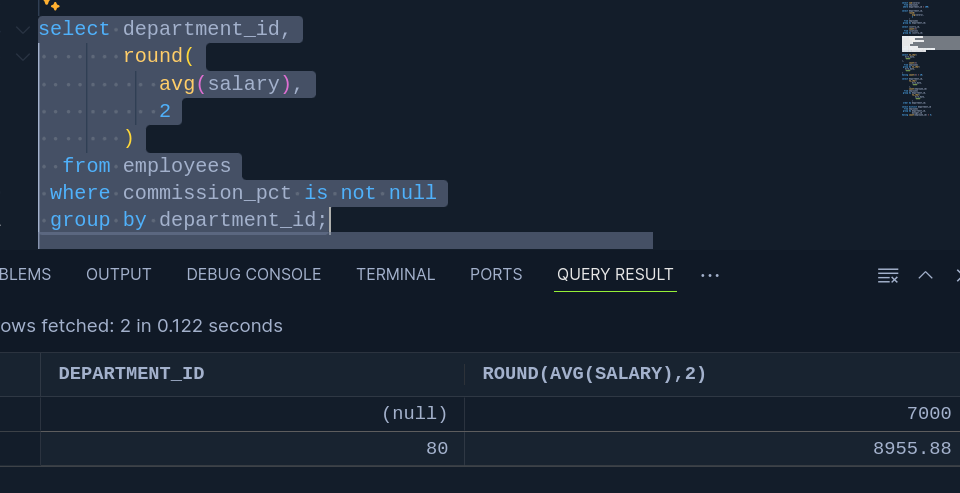 select department_id,
round(
avg(salary),
2
)
from employees
where commission_pct is not null
group by department_id;
BLEMS OUTPUT DEBUG CONSOLE TERMINAL PORTS QUERY RESULT ···
ows fetched: 2 in 0.122 seconds
DEPARTMENT_ID ROUND(AVG(SALARY),2)
(null) 7000
80 8955.88